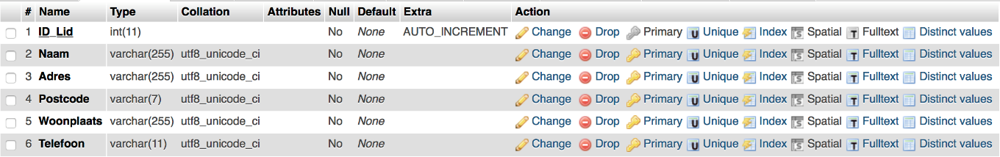 # Name Type Collation Attributes Null Default Extra Action
1 ID_Lid int(11) No None AUTO_INCREMENT Change Drop Primary Unique Index Spatial Fulltext Distinct values
2 Naam varchar(255) utf8_unicode_ci No None Change Drop Primary Unique Index Spatial Fulltext Distinct values
3 Adres varchar(255) utf8_unicode_ci No None Change Drop Primary Unique Index Spatial Fulltext Distinct values
4 Postcode varchar(7) utf8_unicode_ci No None Change Drop Primary Unique Index Spatial Fulltext Distinct values
5 Woonplaats varchar(255) utf8_unicode_ci No None Change Drop Primary Unique Index Spatial Fulltext Distinct values
6 Telefoon varchar(11) utf8_unicode_ci No None Change Drop Primary Unique Index Spatial Fulltext Distinct values